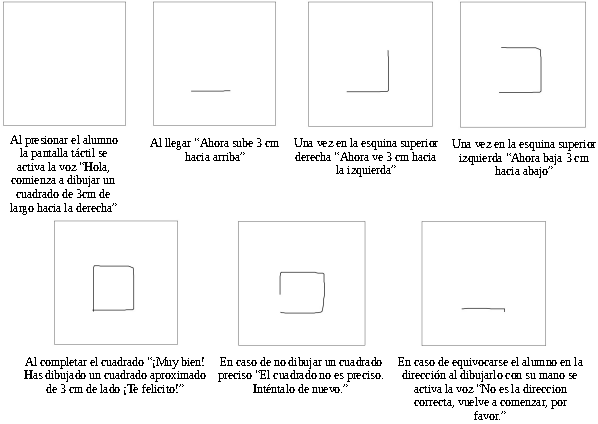 Al presionar el alumno
la pantalla táctil se
activa la voz “Hola,
comienza a dibujar un
cuadrado de 3cm de
largo hacia la derecha”
Al llegar “Ahora sube 3 cm
hacia arriba”
Una vez en la esquina superior
derecha “Ahora ve 3 cm hacia
la izquierda”
Una vez en la esquina superior
izquierda “Ahora baja 3 cm
hacia abajo”
Al completar el cuadrado “¡Muy bien!
Has dibujado un cuadrado aproximado
de 3 cm de lado ¡Te felicito!”
En caso de no dibujar un cuadrado
preciso “El cuadrado no es preciso.
Inténtalo de nuevo.”
En caso de equivocarse el alumno en la
dirección al dibujarlo con su mano se
activa la voz “No es la direccion
correcta, vuelve a comenzar, por
favor.”